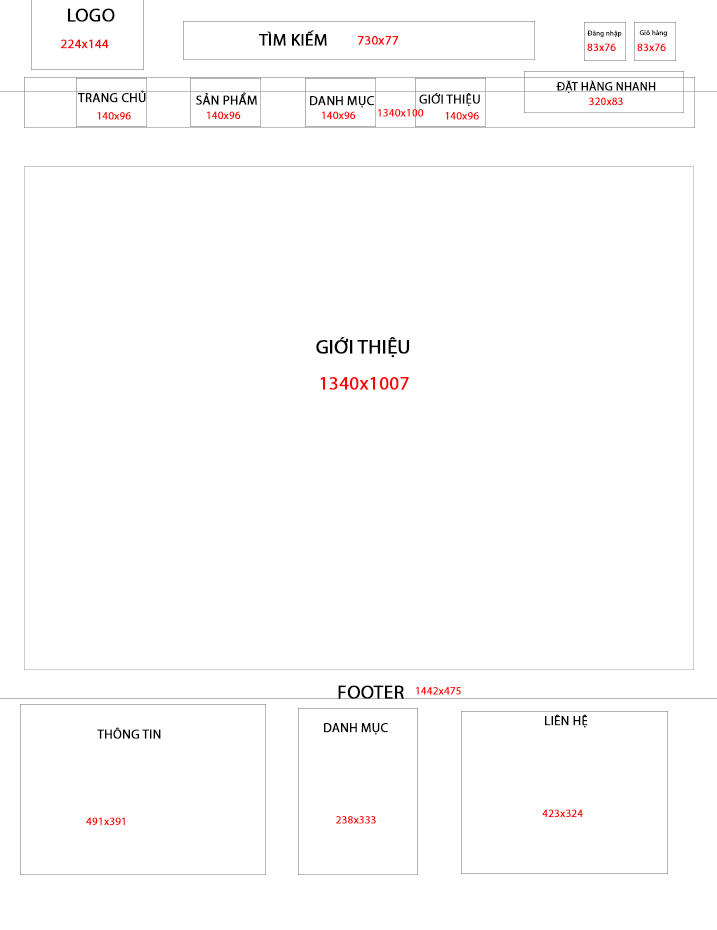 LOGO
224x144
TÌM KIẾM 730x77
Đăng nhập
83x76
Giỏ hàng
83x76
TRANG CHỦ
140x96
SẢN PHẨM
140x96
DANH MỤC
140x96
1340x100
GIỚI THIỆU
140x96
ĐẶT HÀNG NHANH
320x83
GIỚI THIỆU
1340x1007
FOOTER 1442x475
THÔNG TIN
491x391
DANH MỤC
238x333
LIÊN HỆ
423x324